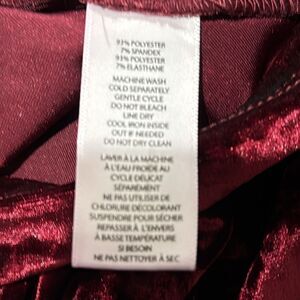 93% POLYESTER
7% SPANDEX
93% POLYESTER
7% ELASTHANE
MACHINE WASH
COLD SEPARATELY
GENTLE CYCLE
DO NOT BLEACH
LINE DRY
COOL IRON INSIDE
OUT IF NEEDED
DO NOT DRY CLEAN
LAVER À LA MACHINE
À L'EAU FROIDE AU
CYCLE DÉLICAT
SÉPARÉMENT
NE PAS UTILISER DE
CHLORURE DÉCOLORANT
SUSPENDRE POUR SÉCHER
REPASSER À L'ENVERS
À BASSE TEMPÉRATURE
SI BESOIN
NE PAS NETTOYER À SEC